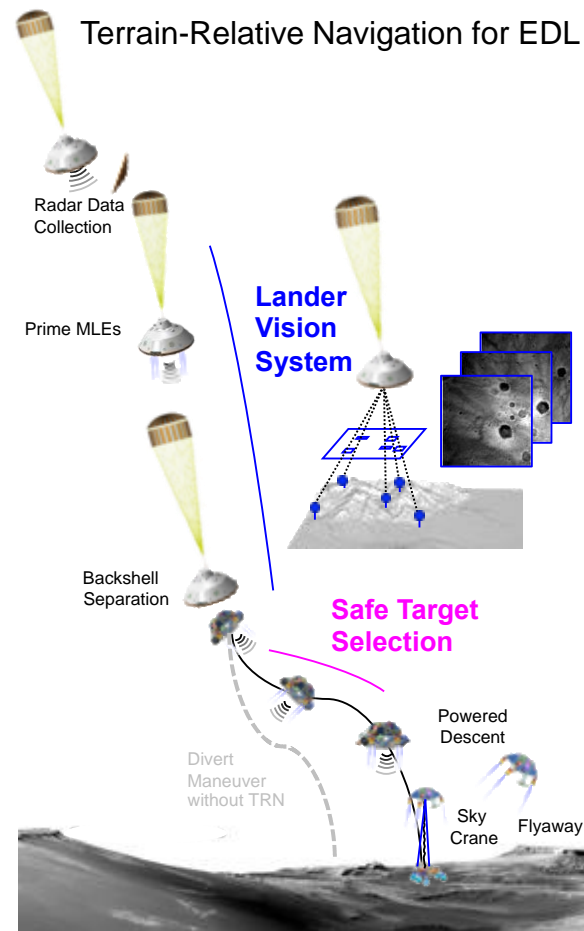 Terrain-Relative Navigation for EDL
Radar Data
Collection
Prime MLEs
Lander
Vision
System
Backshell
Separation
Safe Target
Selection
Powered
Descent
Divert
Maneuver
without TRN
Sky
Crane
Flyaway